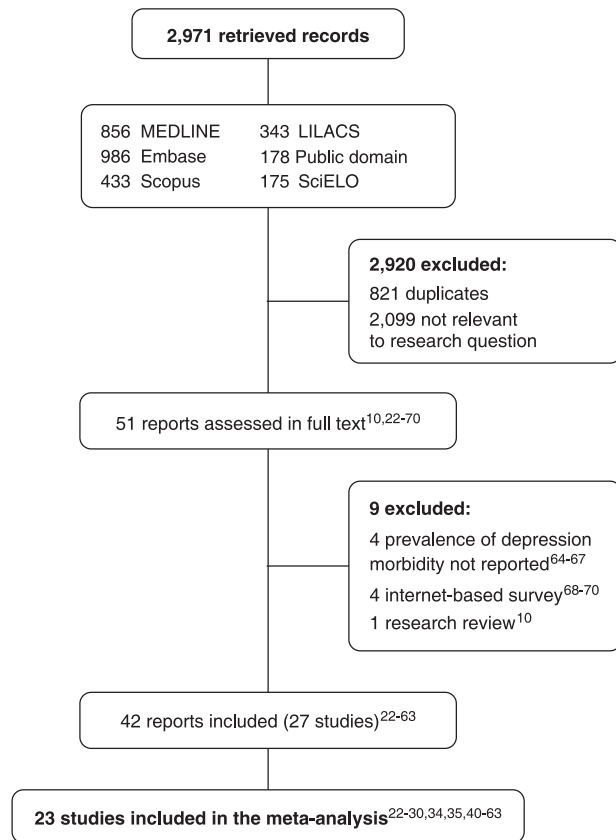 2,971 retrieved records
856 MEDLINE
986 Embase
433 Scopus
343 LILACS
178 Public domain
175 SciELO
2,920 excluded:
821 duplicates
2,099 not relevant
to research question
51 reports assessed in full text10,22-70
9 excluded:
4 prevalence of depression
morbidity not reported64-67
4 internet-based survey68-70
1 research review10
42 reports included (27 studies)22-63
23 studies included in the meta-analysis22-30,34,35,40-63